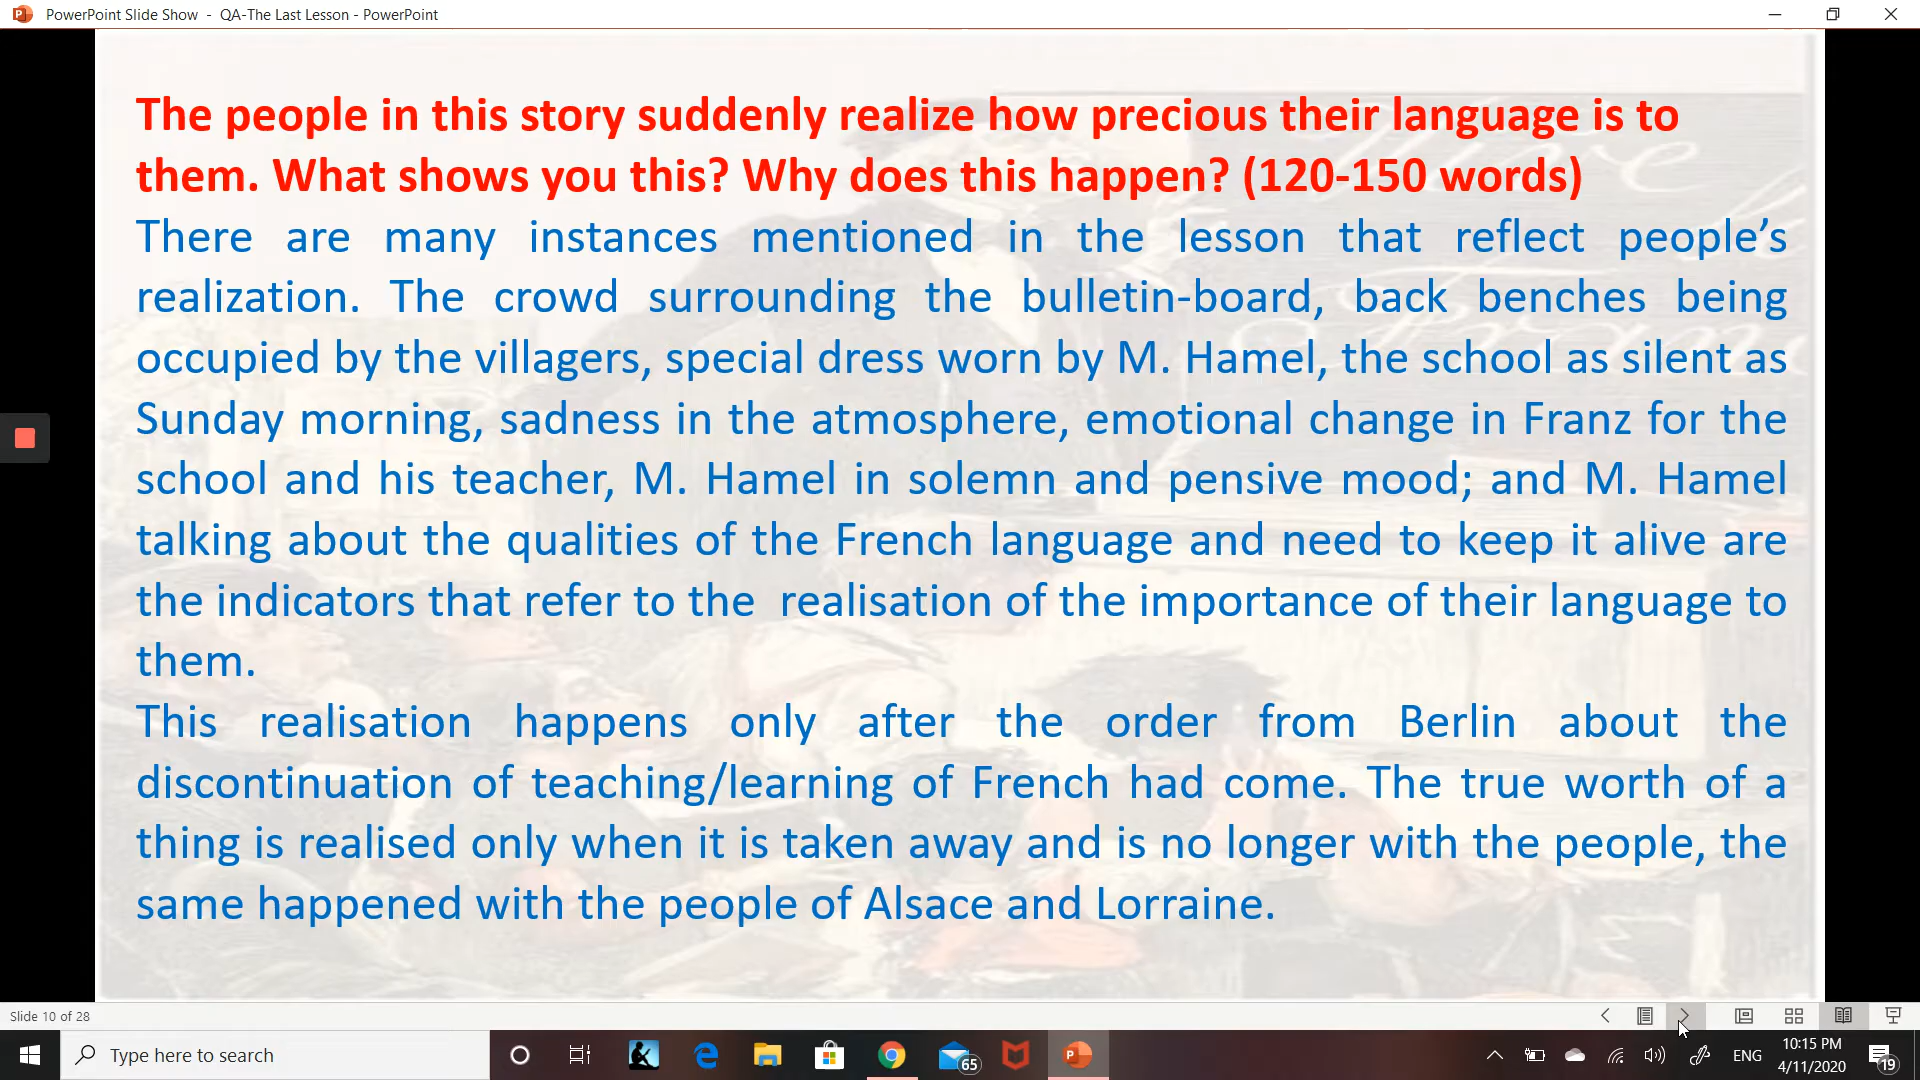 PowerPoint Slide Show - QA-The Last Lesson - PowerPoint
The people in this story suddenly realize how precious their language is to
them. What shows you this? Why does this happen? (120-150 words)
There are many instances mentioned in the lesson that reflect people's
realization. The crowd surrounding the bulletin-board, back benches being
occupied by the villagers, special dress worn by M. Hamel, the school as silent as
Sunday morning, sadness in the atmosphere, emotional change in Franz for the
school and his teacher, M. Hamel in solemn and pensive mood; and M. Hamel
talking about the qualities of the French language and need to keep it alive are
the indicators that refer to the realisation of the importance of their language to
them.
This realisation happens only after the order from Berlin about the
discontinuation of teaching/learning of French had come. The true worth of a
thing is realised only when it is taken away and is no longer with the people, the
same happened with the people of Alsace and Lorraine.
Slide 10 of 28
Type here to search
65
ENG
10:15 PM
4/11/2020
19